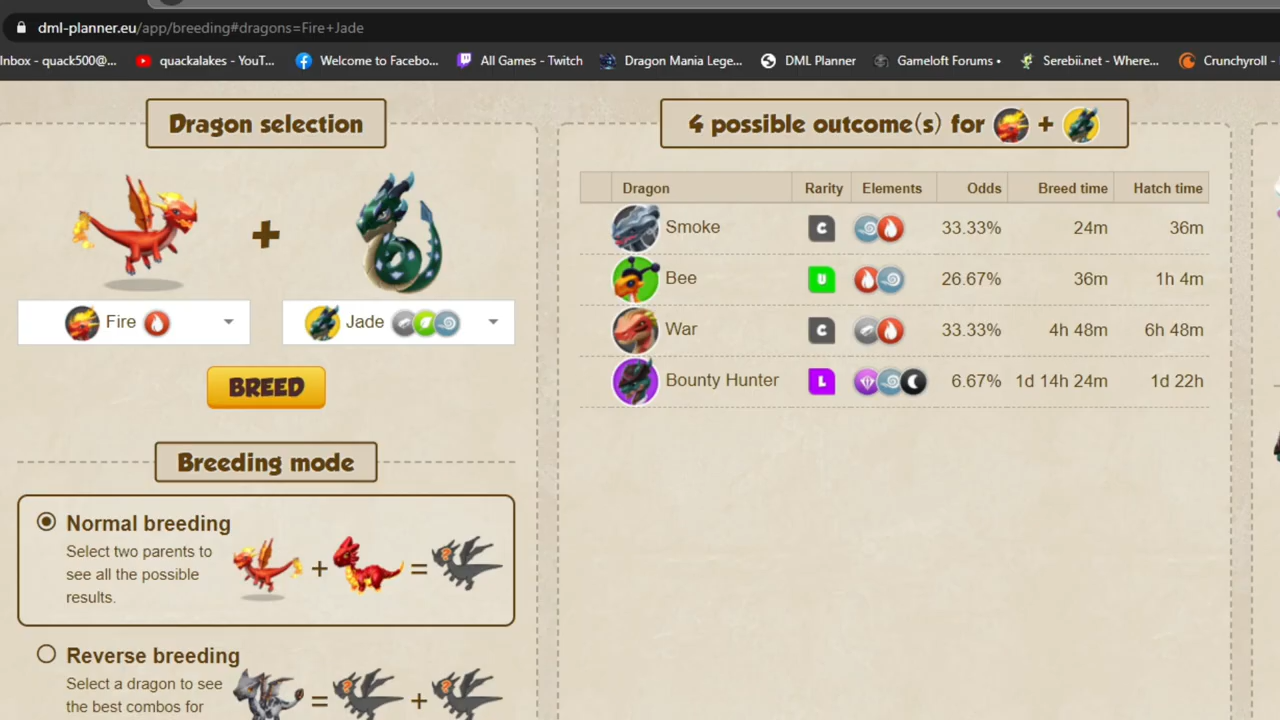 dml-planner.eu/app/breeding#dragons=Fire+Jade
Inbox - quack500@... quackalakes - YouT... Welcome to Facebo... All Games - Twitch Dragon Mania Lege... DML Planner Gameloft Forums • Serebii.net - Where... Crunchyroll -
Dragon selection
+
Fire
Jade
BREED
Breeding mode
Normal breeding
Select two parents to
see all the possible
results.
+ ? =
Reverse breeding
Select a dragon to see
the best combos for
= ? + ?
4 possible outcome(s) for +
Dragon Rarity Elements Odds Breed time Hatch time
Smoke C 33.33% 24m 36m
Bee U 26.67% 36m 1h 4m
War C 33.33% 4h 48m 6h 48m
Bounty Hunter L 6.67% 1d 14h 24m 1d 22h